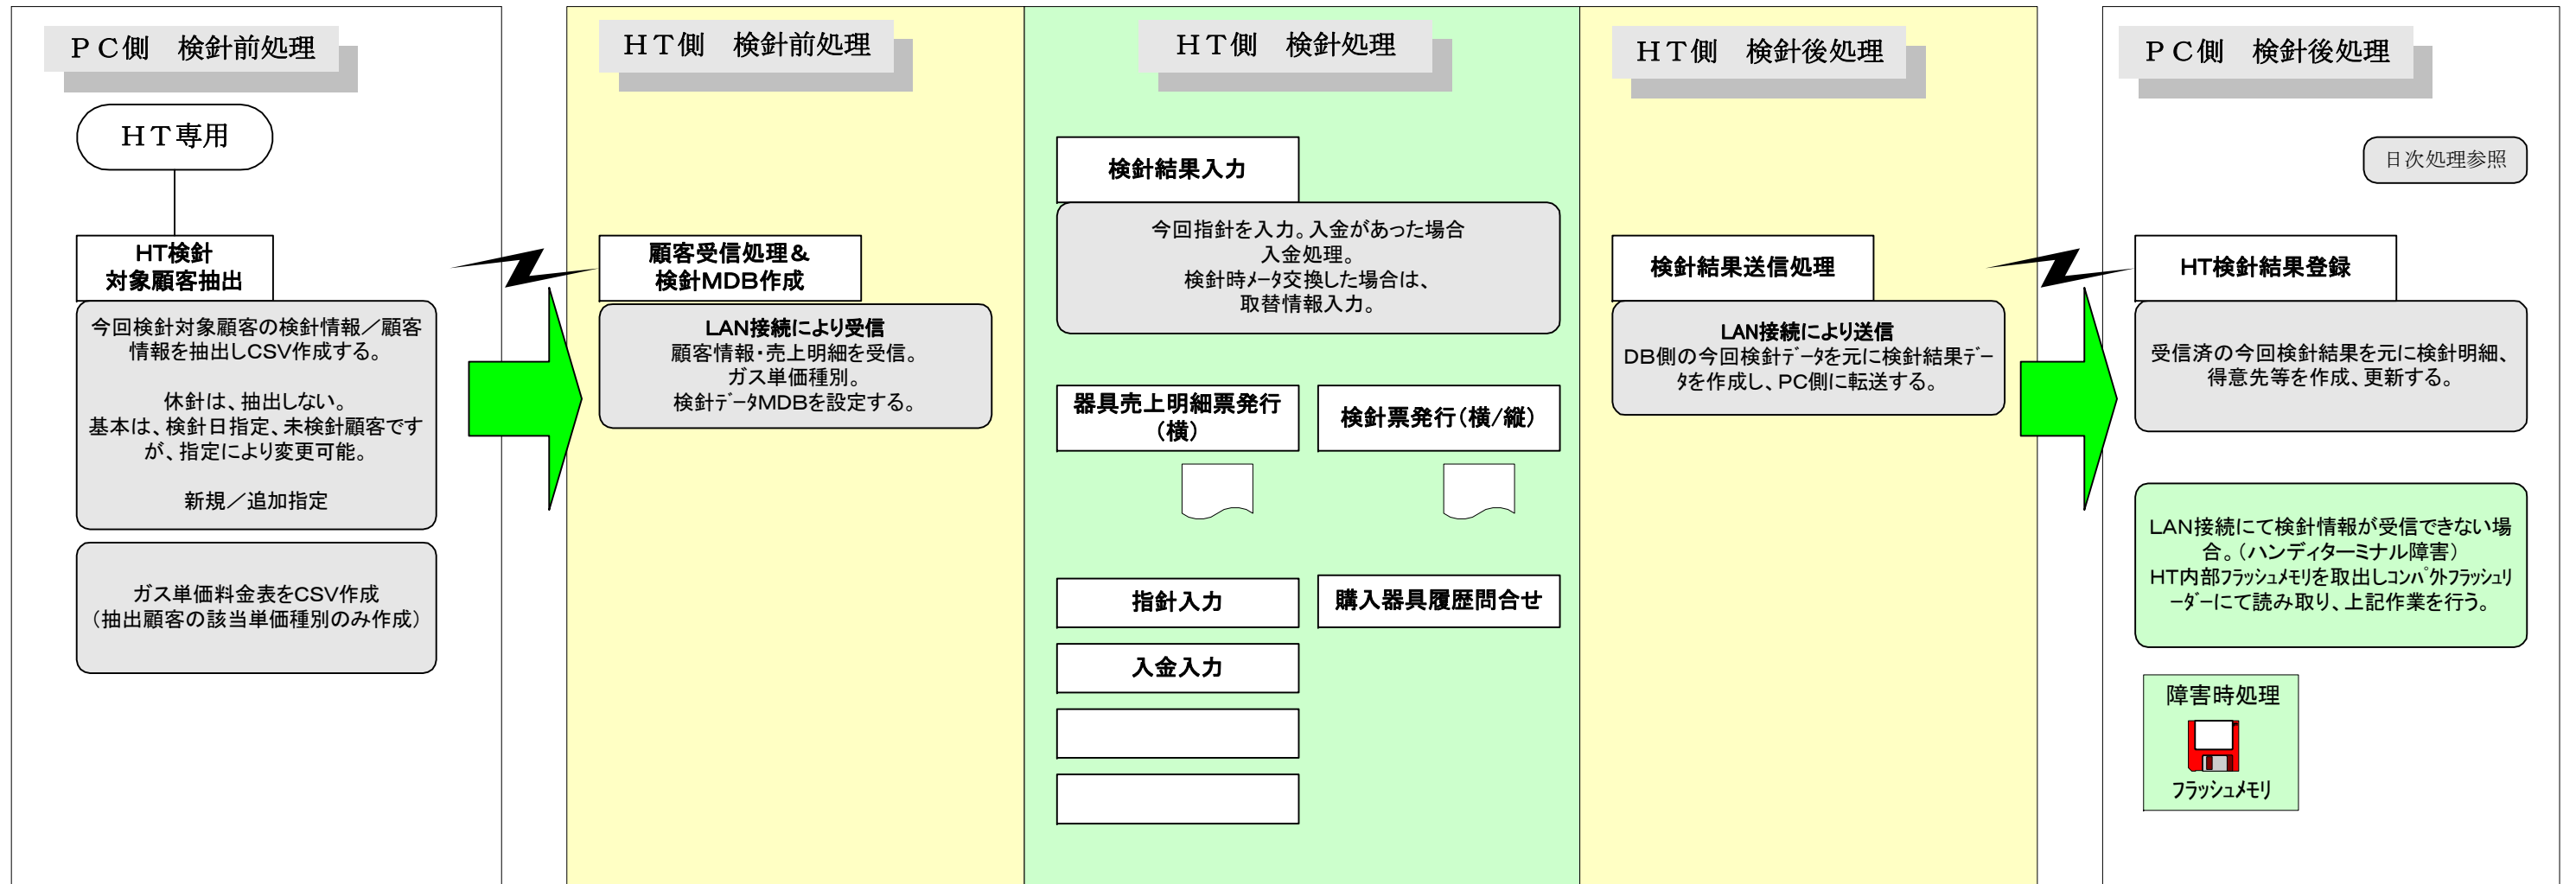 ＰＣ側　検針前処理
ＨＴ専用
HT検針
対象顧客抽出
今回検針対象顧客の検針情報／顧客
情報を抽出しCSV作成する。
休針は、抽出しない。
基本は、検針日指定、未検針顧客です
が、指定により変更可能。
新規／追加指定
ガス単価料金表をCSV作成
（抽出顧客の該当単価種別のみ作成）
ＨＴ側　検針前処理
顧客受信処理＆
検針MDB作成
LAN接続により受信
顧客情報・売上明細を受信。
ガス単価種別。
検針ﾃﾞｰﾀMDBを設定する。
ＨＴ側　検針処理
検針結果入力
今回指針を入力。入金があった場合
入金処理。
検針時ﾒｰﾀ交換した場合は、
取替情報入力。
器具売上明細票発行
（横）
検針票発行（横/縦）
指針入力
購入器具履歴問合せ
入金入力
ＨＴ側　検針後処理
検針結果送信処理
LAN接続により送信
DB側の今回検針ﾃﾞｰﾀを元に検針結果デー
タを作成し、PC側に転送する。
ＰＣ側　検針後処理
日次処理参照
HT検針結果登録
受信済の今回検針結果を元に検針明細、
得意先等を作成、更新する。
LAN接続にて検針情報が受信できない場
合。（ハンディターミナル障害）
HT内部ﾌﾗｯｼｭﾒﾓﾘを取出しｺﾝﾊﾟｸﾄﾌﾗｯｼｭﾘ
ｰﾀﾞｰにて読み取り、上記作業を行う。
障害時処理
フラッシュメモリ